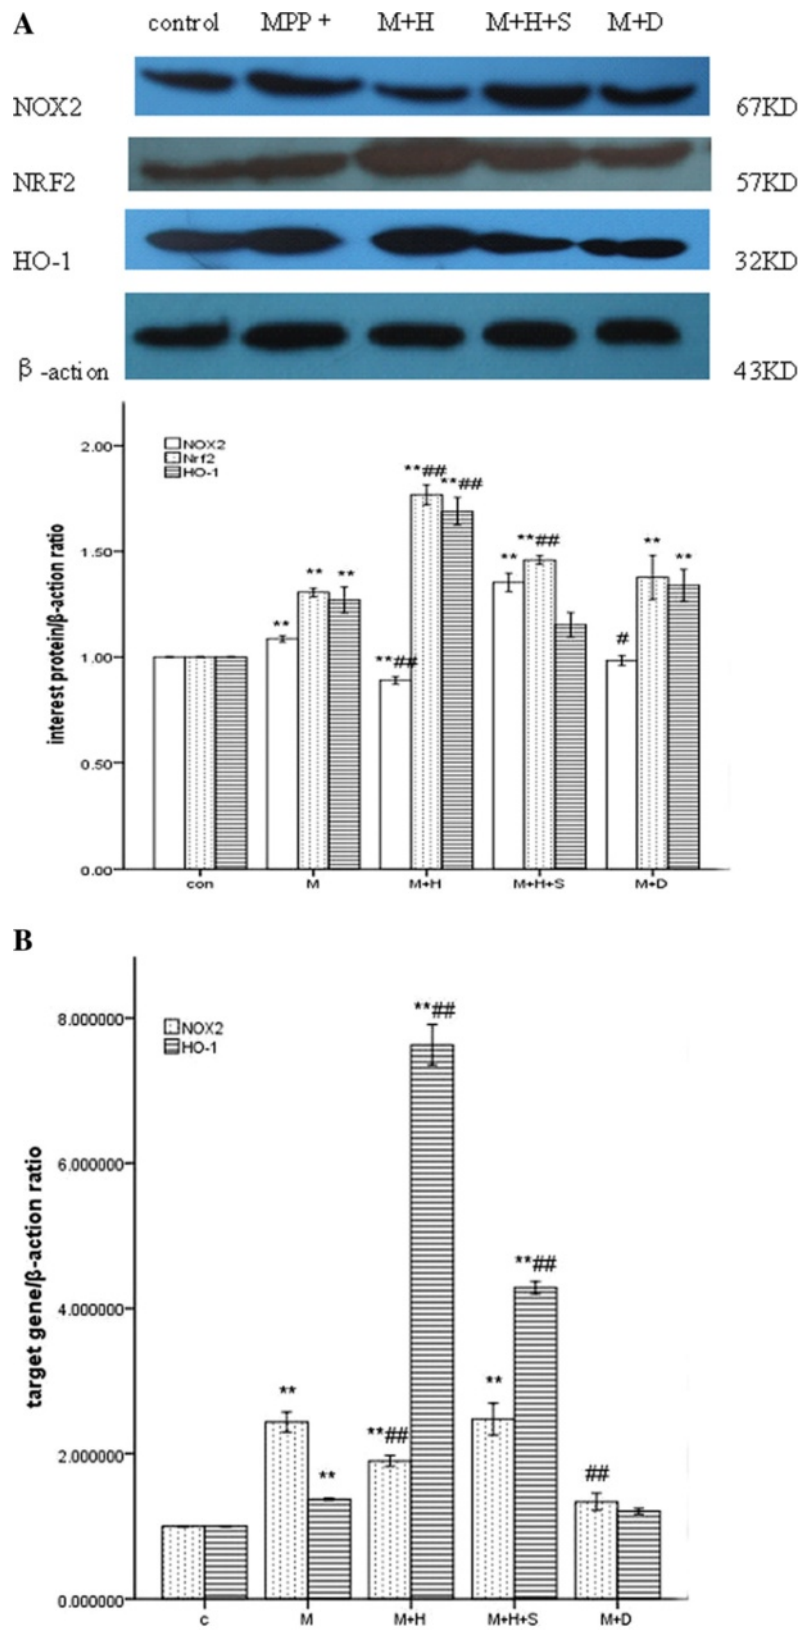 A
control MPP + M+H M+H+S M+D
NOX2 67KD
NRF2 57KD
HO-1 32KD
β -action 43KD
interest protein/β-action ratio
2.00
1.50
1.00
0.50
0.00
NOX2
Nrf2
HO-1
**
**
**
**##
**##
**##
**
**##
#
**
**
con M M+H M+H+S M+D
B
target gene/β-action ratio
8.000000
6.000000
4.000000
2.000000
0.000000
NOX2
HO-1
**
**
**##
**##
**
**##
##
c M M+H M+H+S M+D